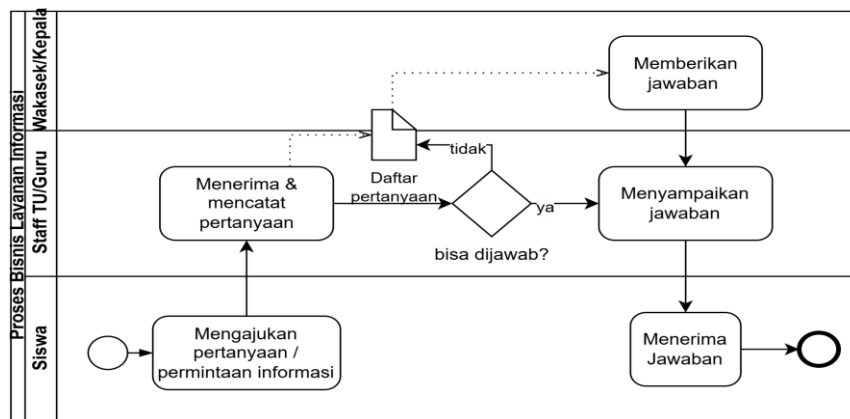 Proses Bisnis Layanan Informasi
Wakasek/Kepala
Memberikan
jawaban
Staff TU/Guru
Menerima &
mencatat
pertanyaan
Daftar
pertanyaan
tidak
bisa dijawab?
ya
Menyampaikan
jawaban
Siswa
Mengajukan
pertanyaan /
permintaan informasi
Menerima
Jawaban